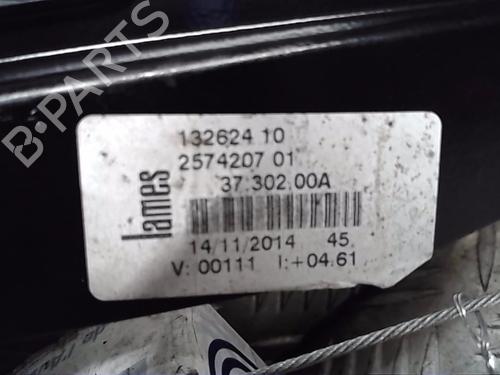 B-PARTS
132624 10
2574207 01
37.302.00A
lames
14/11/2014 45
V: 00111 I:+04.61